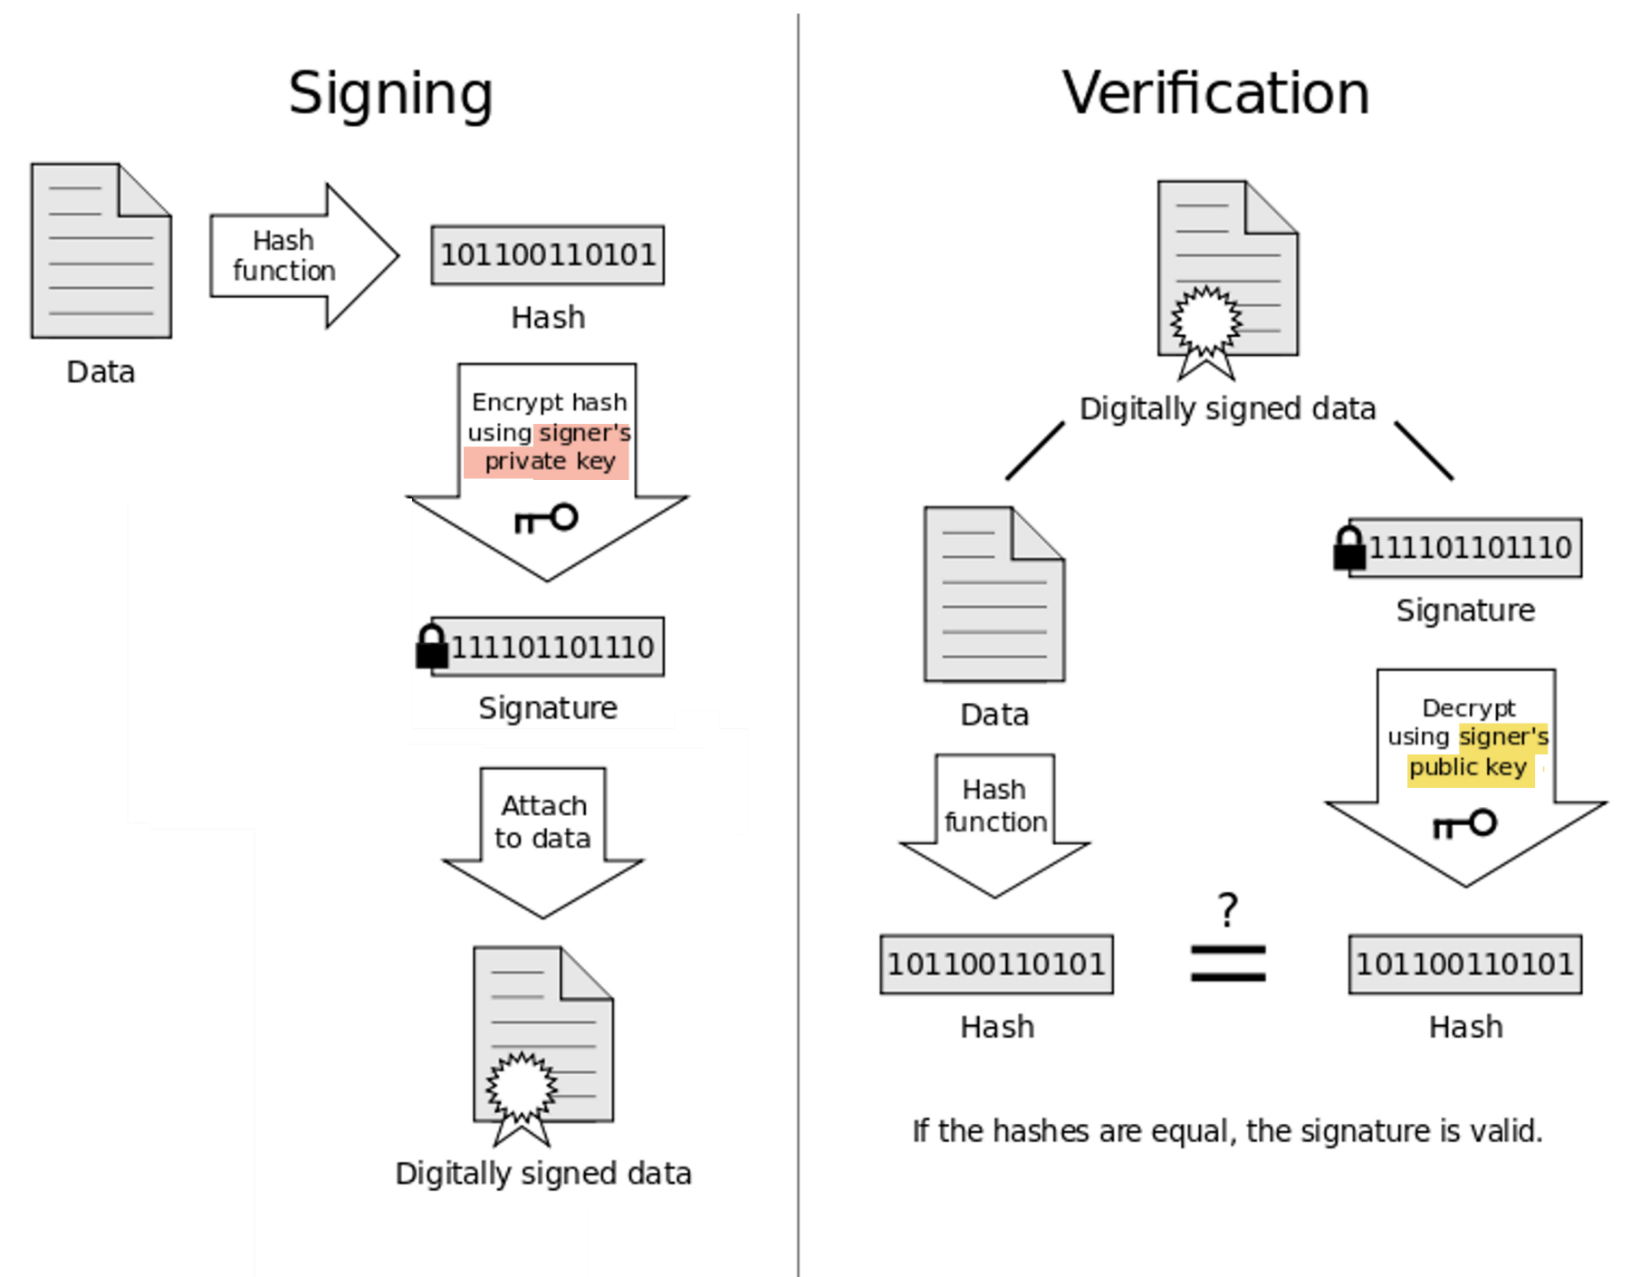 Signing
Data
Hash
function
101100110101
Hash
Encrypt hash
using signer's
private key
111101101110
Signature
Attach
to data
Digitally signed data
Verification
Digitally signed data
Data
Hash
function
101100110101
Hash
?
111101101110
Signature
Decrypt
using signer's
public key
101100110101
Hash
If the hashes are equal, the signature is valid.